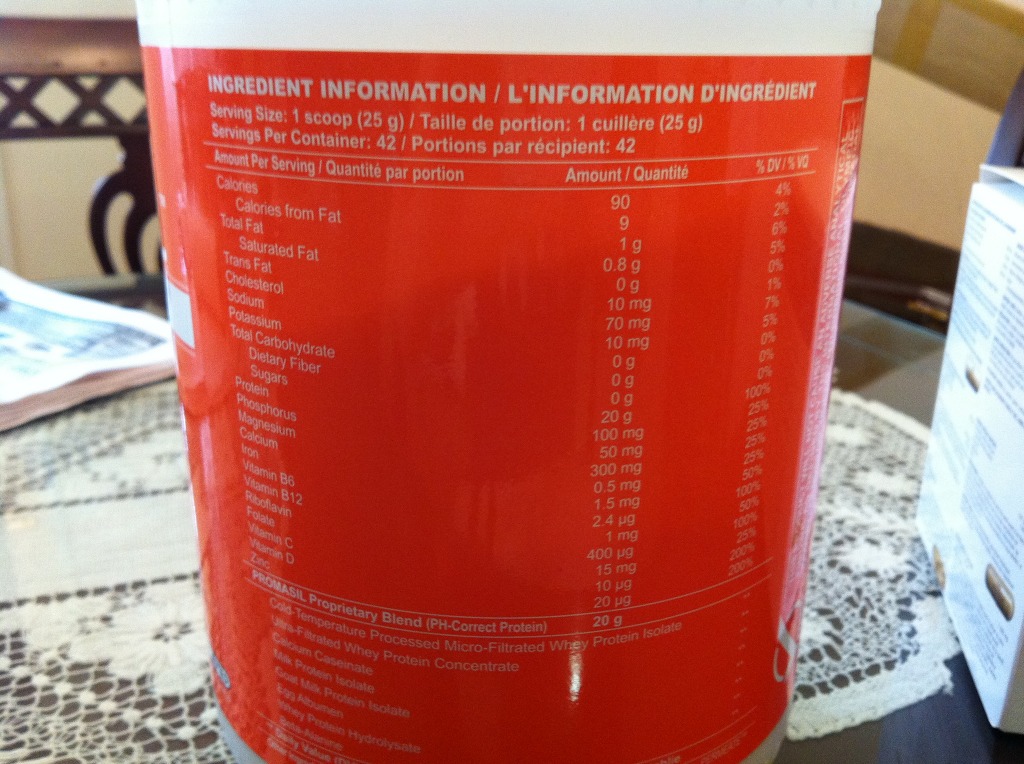 INGREDIENT INFORMATION / L'INFORMATION D'INGRÉDIENT
Serving Size: 1 scoop (25 g) / Taille de portion: 1 cuillère (25 g)
Servings Per Container: 42 / Portions par récipient: 42
Amount Per Serving / Quantité par portion Amount / Quantité % DV / % VQ
Calories 90 4%
Calories from Fat 9 2%
Total Fat 1 g 6%
Saturated Fat 0.8 g 5%
Trans Fat 0 g 0%
Cholesterol 10 mg 1%
Sodium 70 mg 7%
Potassium 10 mg 5%
Total Carbohydrate 0 g 0%
Dietary Fiber 0 g 0%
Sugars 0 g 0%
Protein 20 g 100%
Phosphorus 100 mg 25%
Magnesium 50 mg 25%
Calcium 300 mg 25%
Iron 0.5 mg 25%
Vitamin B6 1.5 mg 50%
Vitamin B12 2.4 µg 100%
Riboflavin 1 mg 50%
Folate 400 µg 100%
Vitamin C 15 mg 25%
Vitamin D 10 µg 200%
Zinc 20 µg 200%
PROMASIL Proprietary Blend (PH-Correct Protein) 20 g
Cold-Temperature Processed Micro-Filtrated Whey Protein Isolate
Ultra-Filtrated Whey Protein Concentrate
Calcium Caseinate
Milk Protein Isolate
Goat Milk Protein Isolate
Egg Albumen
Whey Protein Hydrolysate
Beta-Alanine
Daily Value